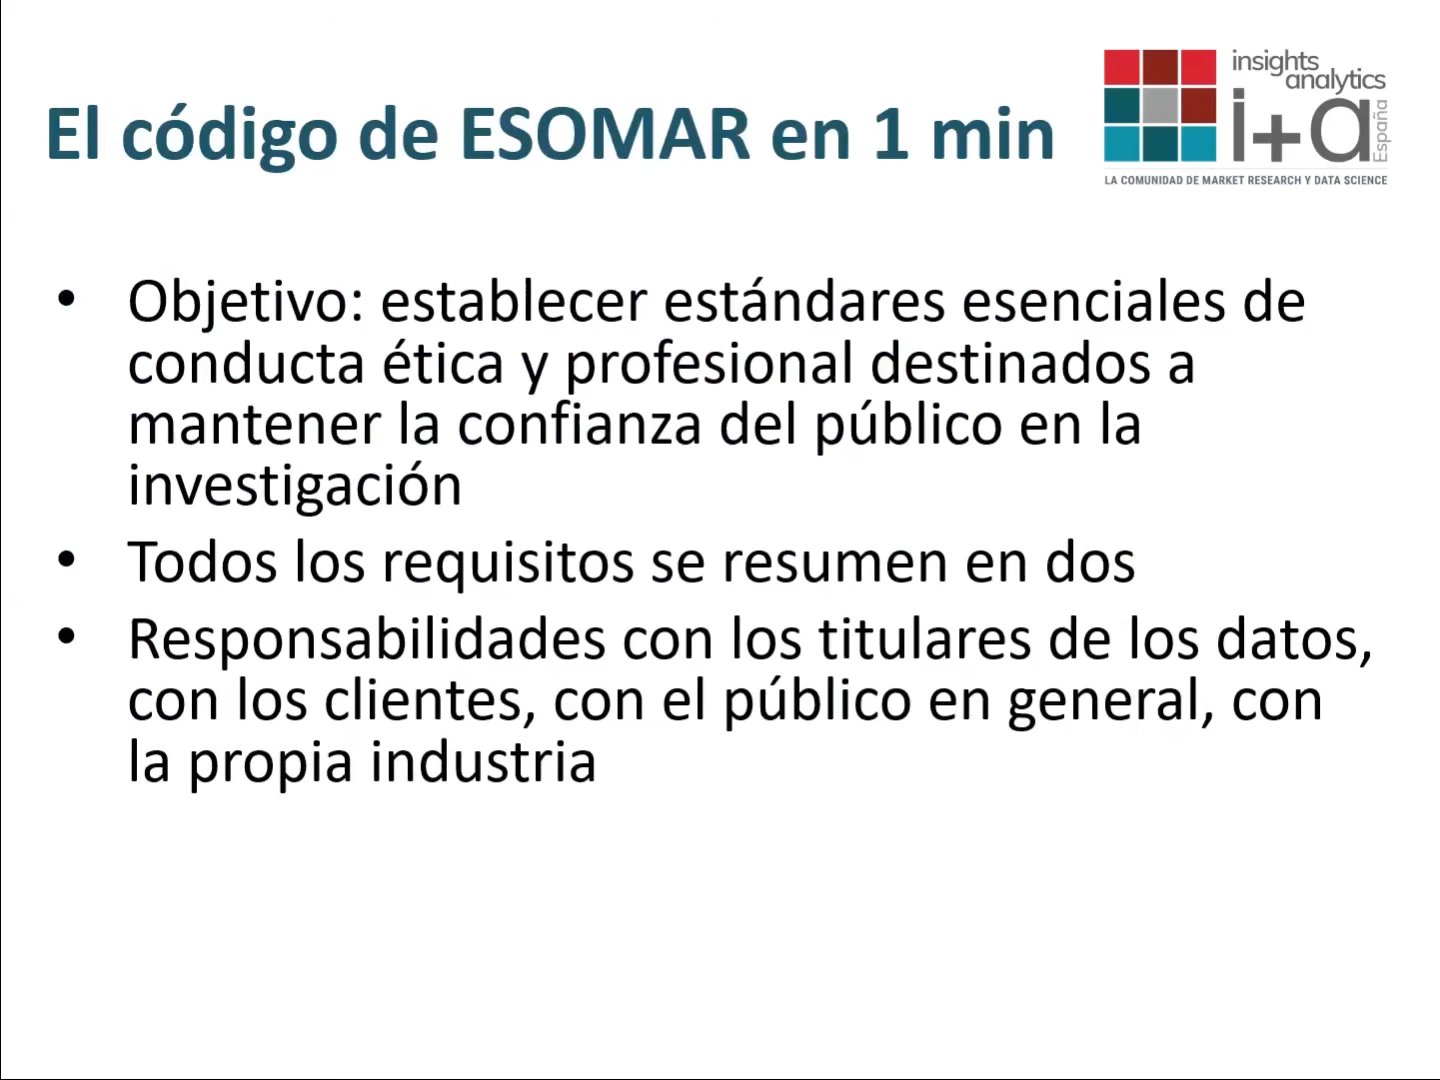 El código de ESOMAR en 1 min
insights
analytics
i+a
España
LA COMUNIDAD DE MARKET RESEARCH Y DATA SCIENCE
• Objetivo: establecer estándares esenciales de
conducta ética y profesional destinados a
mantener la confianza del público en la
investigación
• Todos los requisitos se resumen en dos
• Responsabilidades con los titulares de los datos,
con los clientes, con el público en general, con
la propia industria